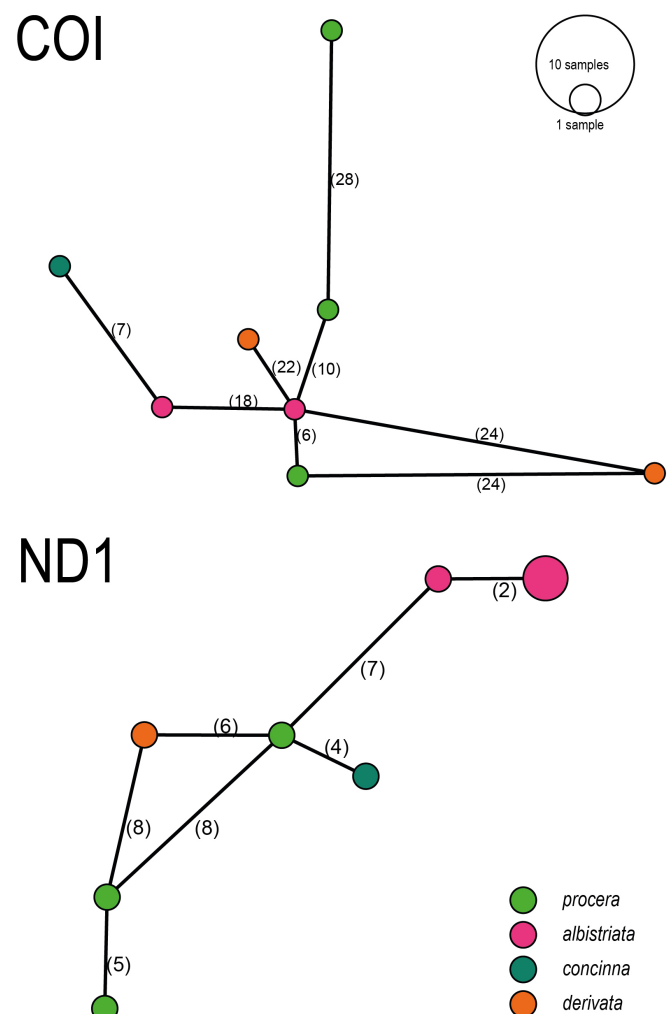 COI
10 samples
1 sample
(28)
(7)
(22)
(10)
(18)
(6)
(24)
(24)
ND1
(2)
(7)
(6)
(4)
(8)
(8)
(5)
procera
albistriata
concinna
derivata